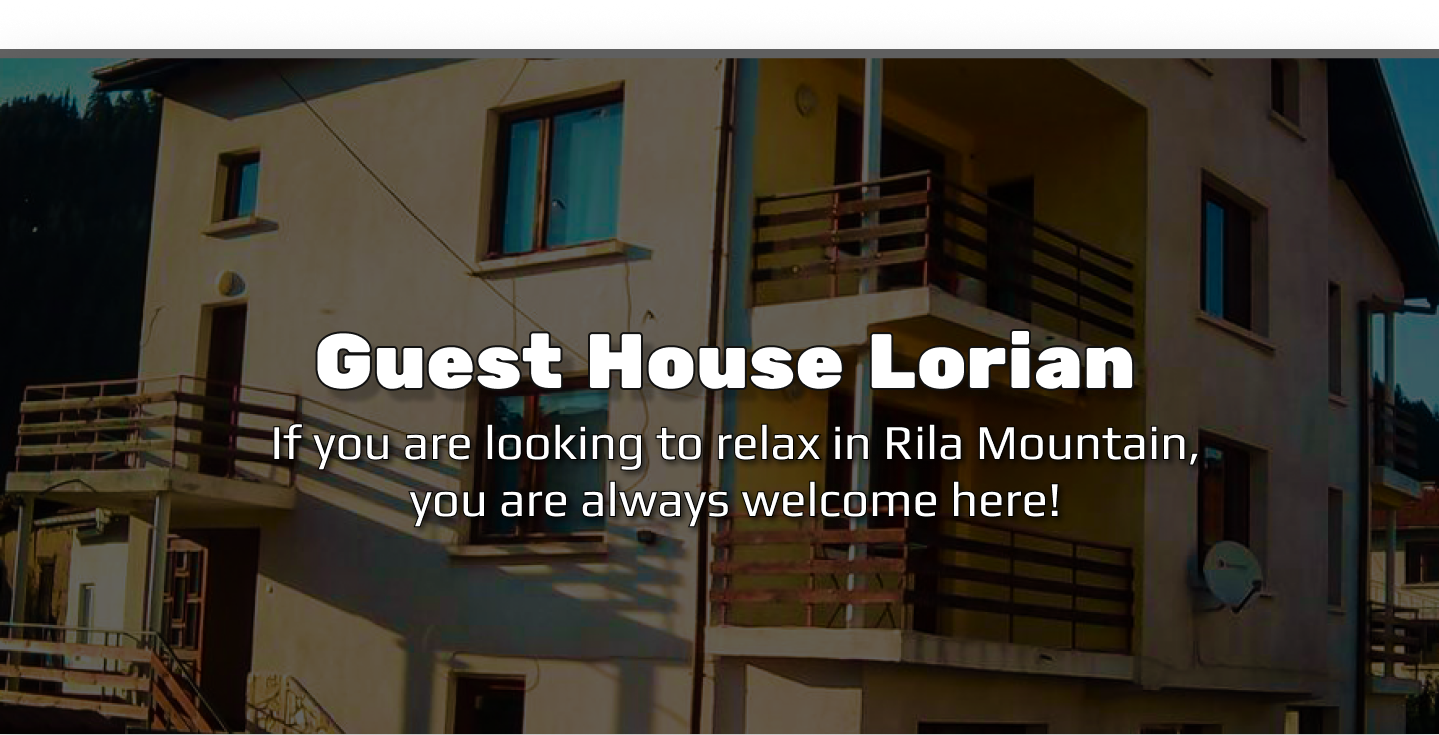 Guest House Lorian
If you are looking to relax in Rila Mountain,
you are always welcome here!